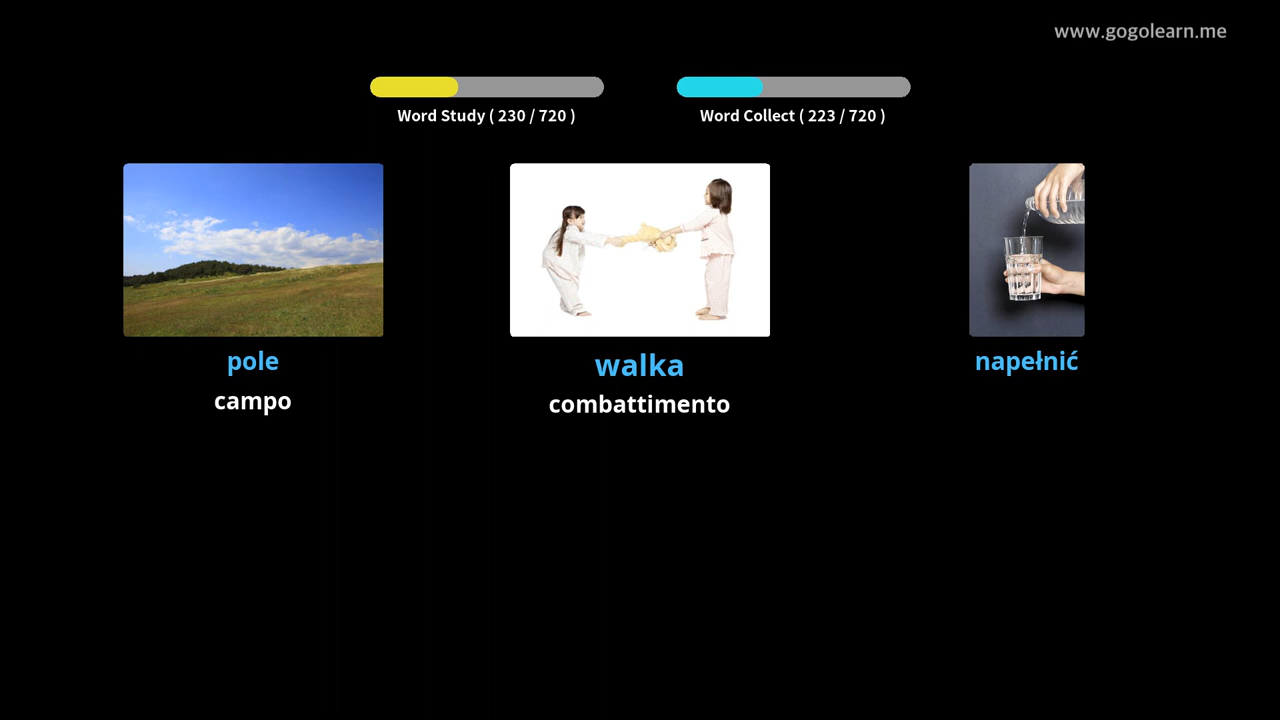 www.gogolearn.me
Word Study ( 230 / 720 )
Word Collect ( 223 / 720 )
pole
campo
walka
combattimento
napełnić